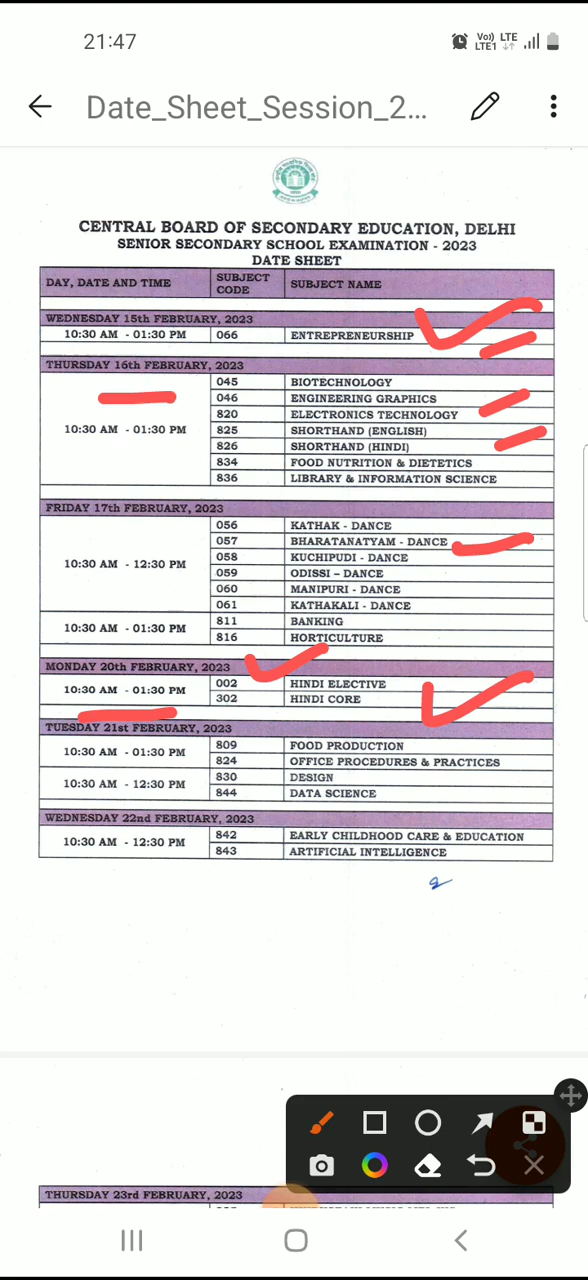 21:47
Vo)) LTE
LTE1
Date_Sheet_Session_2...
CENTRAL BOARD OF SECONDARY EDUCATION, DELHI
SENIOR SECONDARY SCHOOL EXAMINATION - 2023
DATE SHEET
DAY, DATE AND TIME SUBJECT CODE SUBJECT NAME
WEDNESDAY 15th FEBRUARY, 2023
10:30 AM - 01:30 PM 066 ENTREPRENEURSHIP
THURSDAY 16th FEBRUARY, 2023
10:30 AM - 01:30 PM
045 BIOTECHNOLOGY
046 ENGINEERING GRAPHICS
820 ELECTRONICS TECHNOLOGY
825 SHORTHAND (ENGLISH)
826 SHORTHAND (HINDI)
834 FOOD NUTRITION & DIETETICS
836 LIBRARY & INFORMATION SCIENCE
FRIDAY 17th FEBRUARY, 2023
10:30 AM - 12:30 PM
056 KATHAK - DANCE
057 BHARATANATYAM - DANCE
058 KUCHIPUDI - DANCE
059 ODISSI – DANCE
060 MANIPURI - DANCE
061 KATHAKALI - DANCE
10:30 AM - 01:30 PM
811 BANKING
816 HORTICULTURE
MONDAY 20th FEBRUARY, 2023
10:30 AM - 01:30 PM
002 HINDI ELECTIVE
302 HINDI CORE
TUESDAY 21st FEBRUARY, 2023
10:30 AM - 01:30 PM
809 FOOD PRODUCTION
824 OFFICE PROCEDURES & PRACTICES
10:30 AM - 12:30 PM
830 DESIGN
844 DATA SCIENCE
WEDNESDAY 22nd FEBRUARY, 2023
10:30 AM - 12:30 PM
842 EARLY CHILDHOOD CARE & EDUCATION
843 ARTIFICIAL INTELLIGENCE
THURSDAY 23rd FEBRUARY, 2023